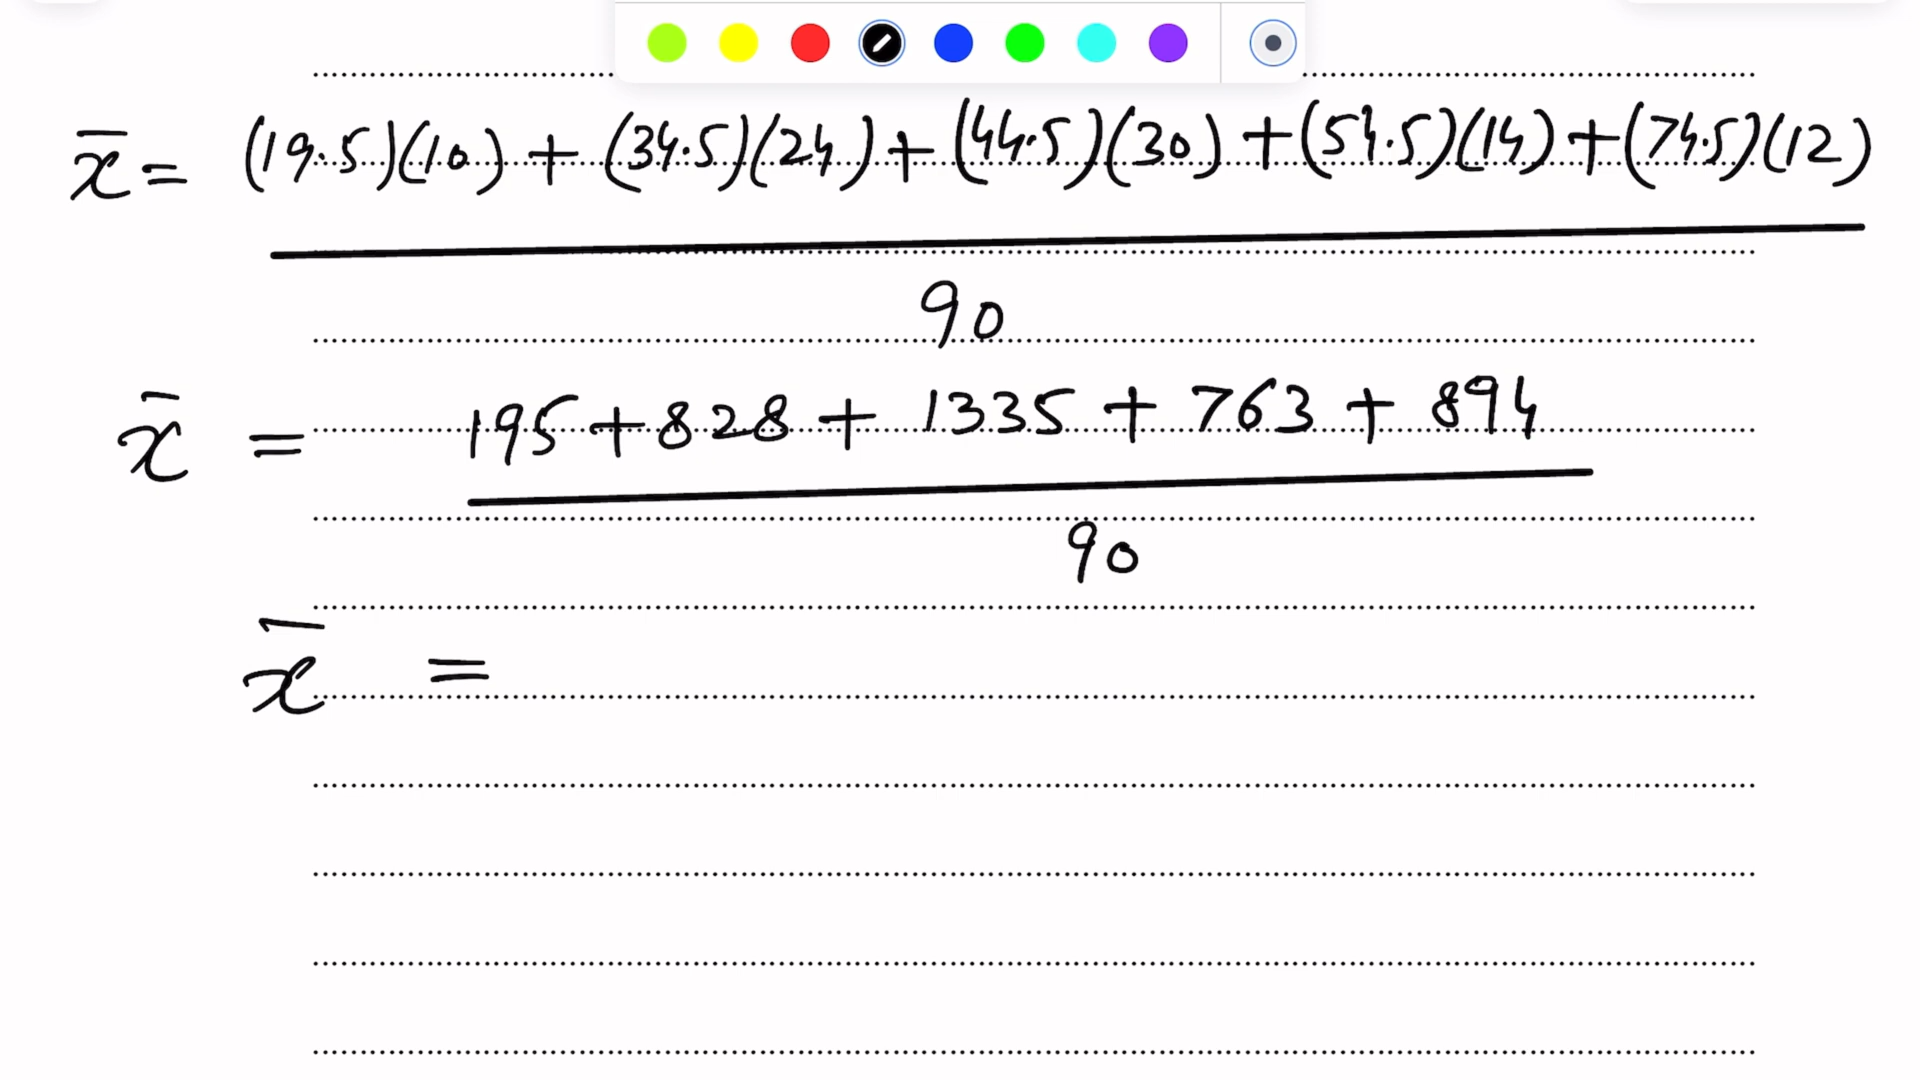 x̄ = (19.5)(10) + (34.5)(24) + (44.5)(30) + (54.5)(14) + (74.5)(12)
90
x̄ = 195 + 828 + 1335 + 763 + 894
90
x̄ =